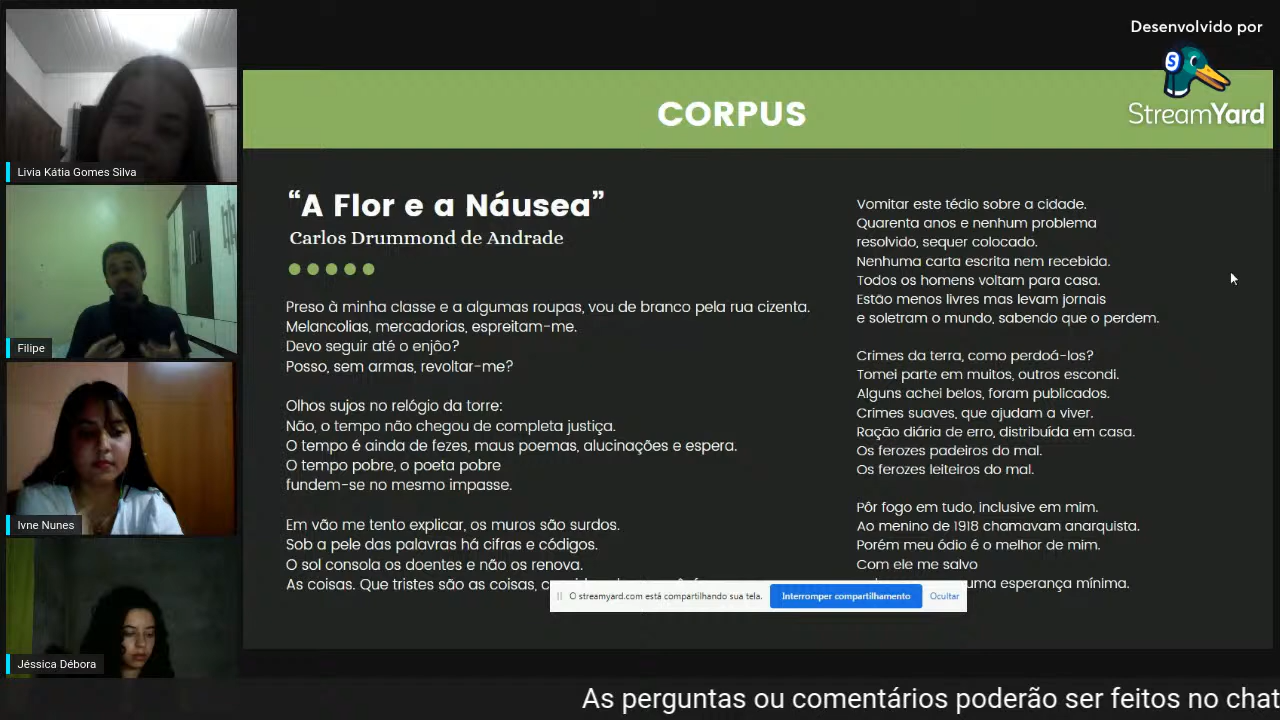 Desenvolvido por
StreamYard
CORPUS
“A Flor e a Náusea”
Carlos Drummond de Andrade
Preso à minha classe e a algumas roupas, vou de branco pela rua cizenta.
Melancolias, mercadorias, espreitam-me.
Devo seguir até o enjôo?
Posso, sem armas, revoltar-me?
Olhos sujos no relógio da torre:
Não, o tempo não chegou de completa justiça.
O tempo é ainda de fezes, maus poemas, alucinações e espera.
O tempo pobre, o poeta pobre
fundem-se no mesmo impasse.
Em vão me tento explicar, os muros são surdos.
Sob a pele das palavras há cifras e códigos.
O sol consola os doentes e não os renova.
As coisas. Que tristes são as coisas,
Vomitar este tédio sobre a cidade.
Quarenta anos e nenhum problema
resolvido, sequer colocado.
Nenhuma carta escrita nem recebida.
Todos os homens voltam para casa.
Estão menos livres mas levam jornais
e soletram o mundo, sabendo que o perdem.
Crimes da terra, como perdoá-los?
Tomei parte em muitos, outros escondi.
Alguns achei belos, foram publicados.
Crimes suaves, que ajudam a viver.
Ração diária de erro, distribuída em casa.
Os ferozes padeiros do mal.
Os ferozes leiteiros do mal.
Pôr fogo em tudo, inclusive em mim.
Ao menino de 1918 chamavam anarquista.
Porém meu ódio é o melhor de mim.
Com ele me salvo
uma esperança mínima.
O streamyard.com está compartilhando sua tela.
Interromper compartilhamento
Ocultar
Livia Kátia Gomes Silva
Filipe
Ivne Nunes
Jéssica Débora
As perguntas ou comentários poderão ser feitos no chat